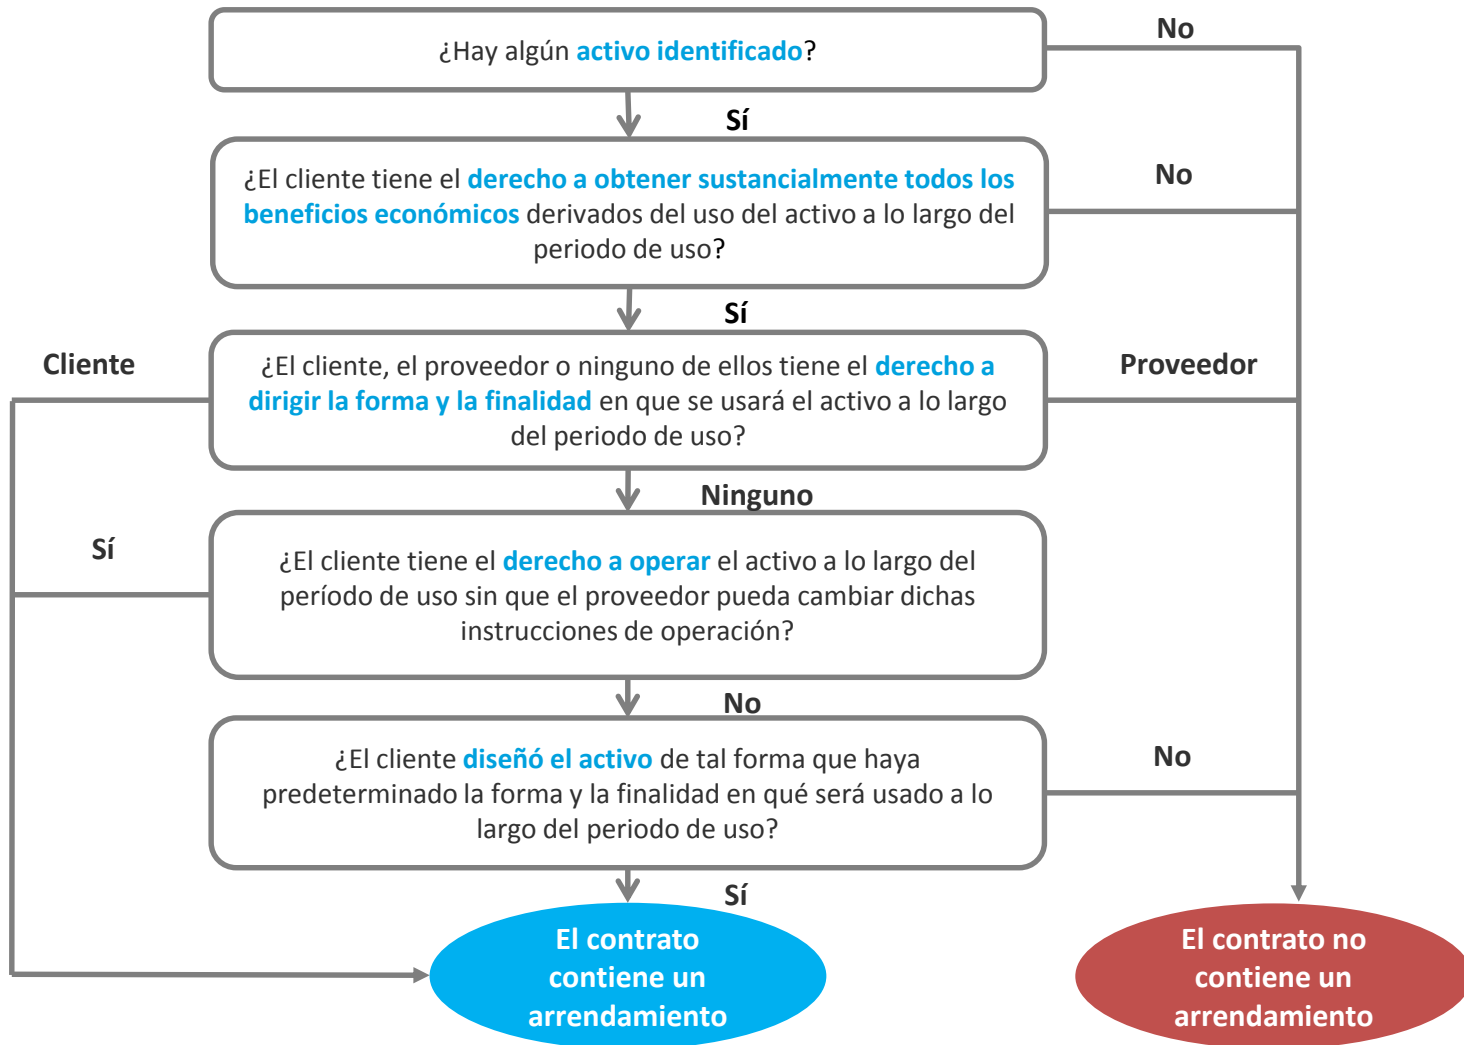 ¿Hay algún activo identificado?
No
Sí
¿El cliente tiene el derecho a obtener sustancialmente todos los
beneficios económicos derivados del uso del activo a lo largo del
periodo de uso?
No
Sí
Cliente
¿El cliente, el proveedor o ninguno de ellos tiene el derecho a
dirigir la forma y la finalidad en que se usará el activo a lo largo
del periodo de uso?
Proveedor
Ninguno
Sí
¿El cliente tiene el derecho a operar el activo a lo largo del
período de uso sin que el proveedor pueda cambiar dichas
instrucciones de operación?
No
¿El cliente diseñó el activo de tal forma que haya
predeterminado la forma y la finalidad en qué será usado a lo
largo del periodo de uso?
No
Sí
El contrato
contiene un
arrendamiento
El contrato no
contiene un
arrendamiento